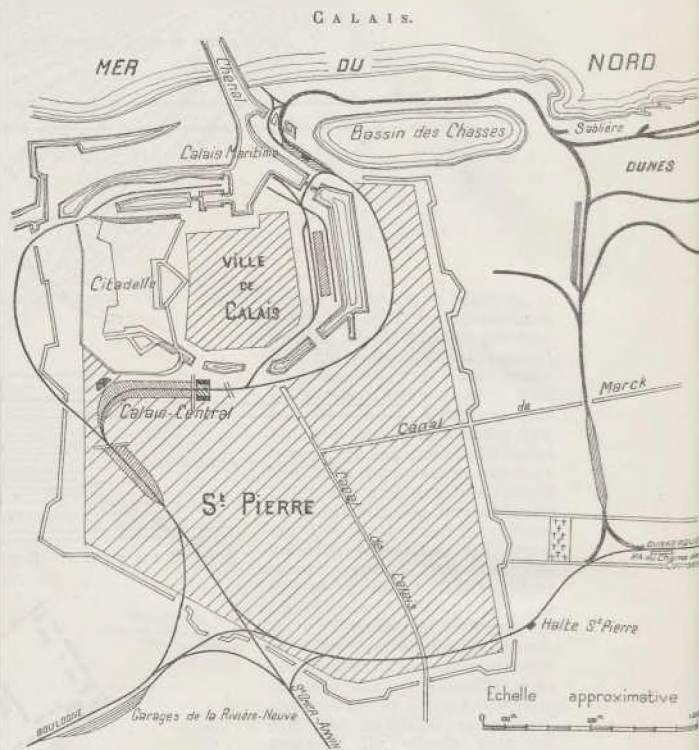 CALAIS.
MER DU NORD
Chenal
Bassin des Chasses
Sablière
Calais Maritime
DUNES
VILLE
DE
CALAIS
Citadelle
Calais-Central
Canal de Marck
St PIERRE
Canal de Calais
Halte St Pierre
BOULOGNE
Garages de la Rivière-Neuve
Echelle approximative